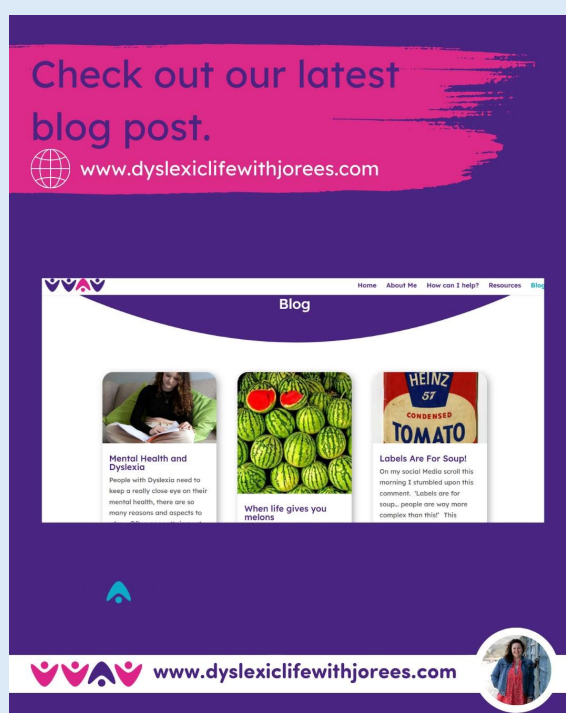 Check out our latest
blog post.
www.dyslexiclifewithjorees.com
Home About Me How can I help? Resources Blog
Blog
HEINZ
57
CONDENSED
TOMATO
Mental Health and
Dyslexia
People with Dyslexia need to
keep a really close eye on their
mental health, there are so
many reasons and aspects to
When life gives you
melons
Labels Are For Soup!
On my social Media scroll this
morning I stumbled upon this
comment. 'Labels are for
soup... people are way more
complex than this!' This
www.dyslexiclifewithjorees.com